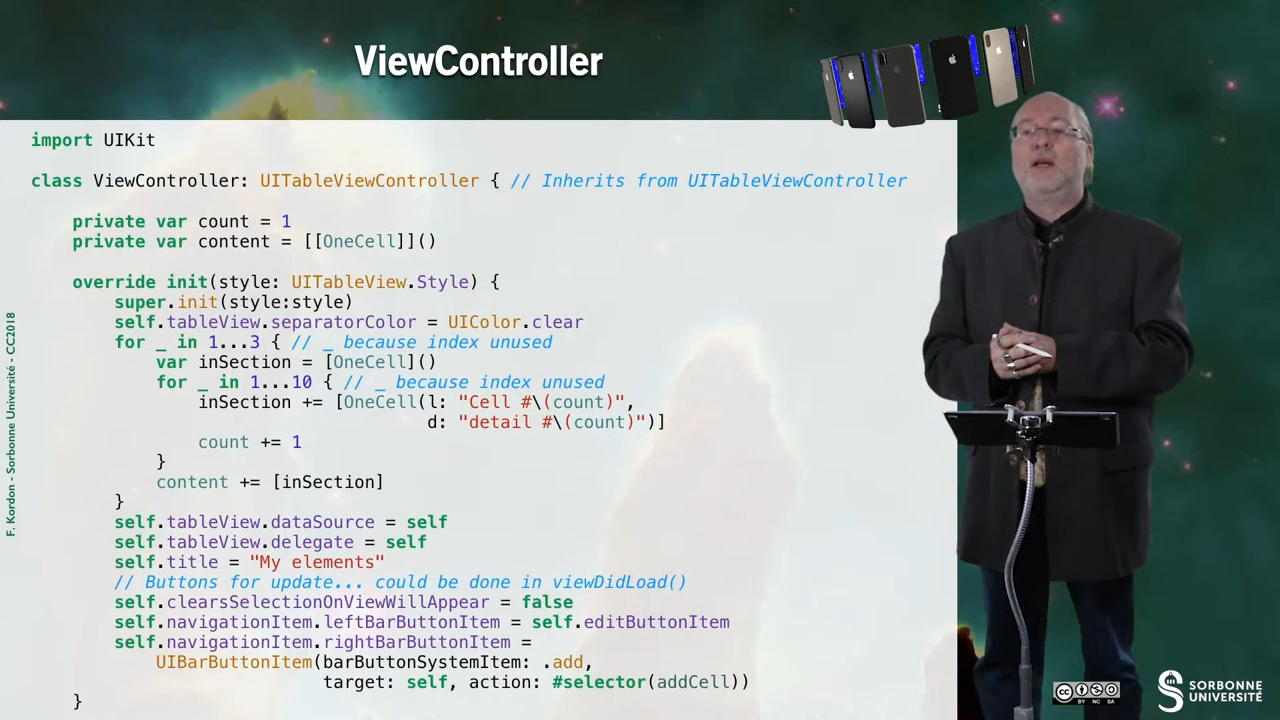 ViewController
import UIKit
class ViewController: UITableViewController { // Inherits from UITableViewController
private var count = 1
private var content = [[OneCell]]()
override init(style: UITableView.Style) {
super.init(style:style)
self.tableView.separatorColor = UIColor.clear
for _ in 1...3 { // _ because index unused
var inSection = [OneCell]()
for _ in 1...10 { // _ because index unused
inSection += [OneCell(l: "Cell #\(count)",
d: "detail #\(count)")]
count += 1
}
content += [inSection]
}
self.tableView.dataSource = self
self.tableView.delegate = self
self.title = "My elements"
// Buttons for update... could be done in viewDidLoad()
self.clearsSelectionOnViewWillAppear = false
self.navigationItem.leftBarButtonItem = self.editButtonItem
self.navigationItem.rightBarButtonItem =
UIBarButtonItem(barButtonSystemItem: .add,
target: self, action: #selector(addCell))
}
F. Kordon - Sorbonne Université - CC2018
CC BY NC SA
SORBONNE
UNIVERSITÉ